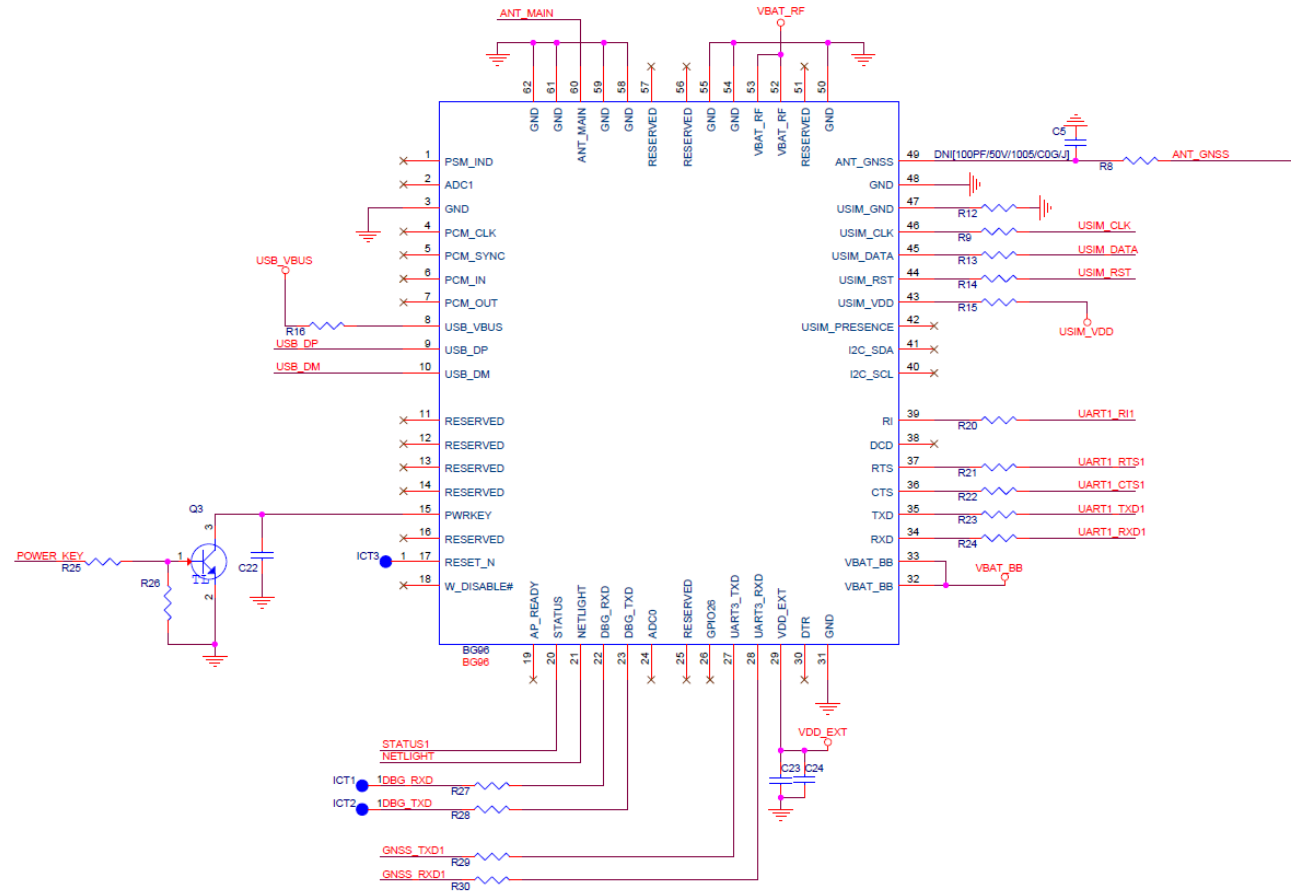 ANT_MAIN
VBAT_RF
62 61 60 59 58 57 56 55 54 53 52 51 50
GND GND ANT_MAIN GND GND RESERVED RESERVED GND GND VBAT_RF VBAT_RF RESERVED GND
C5
1 PSM_IND
ANT_GNSS 49 DNI[100PF/50V/1005/C0G/J] R8 ANT_GNSS
2 ADC1
GND 48
3 GND
USIM_GND 47 R12
4 PCM_CLK
USIM_CLK 46 R9 USIM_CLK
5 PCM_SYNC
USIM_DATA 45 R13 USIM_DATA
USB_VBUS
6 PCM_IN
USIM_RST 44 R14 USIM_RST
7 PCM_OUT
USIM_VDD 43 R15
USIM_VDD
R16 8 USB_VBUS
USIM_PRESENCE 42
USB_DP 9 USB_DP
I2C_SDA 41
USB_DM 10 USB_DM
I2C_SCL 40
11 RESERVED
RI 39 R20 UART1_RI1
12 RESERVED
DCD 38
13 RESERVED
RTS 37 R21 UART1_RTS1
14 RESERVED
CTS 36 R22 UART1_CTS1
Q3
3
15 PWRKEY
TXD 35 R23 UART1_TXD1
16 RESERVED
RXD 34 R24 UART1_RXD1
POWER_KEY R25 1
R26
2
C22
ICT3 1 17 RESET_N
VBAT_BB 33
VBAT_BB
18 W_DISABLE#
VBAT_BB 32
AP_READY STATUS NETLIGHT DBG_RXD DBG_TXD ADC0 RESERVED GPIO26 UART3_TXD UART3_RXD VDD_EXT DTR GND
BG96
BG96
19 20 21 22 23 24 25 26 27 28 29 30 31
VDD_EXT
STATUS1
NETLIGHT
C23 C24
ICT1 1 DBG_RXD R27
ICT2 1 DBG_TXD R28
GNSS_TXD1 R29
GNSS_RXD1 R30